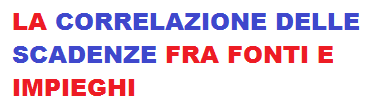 LA CORRELAZIONE DELLE
SCADENZE FRA FONTI E
IMPIEGHI